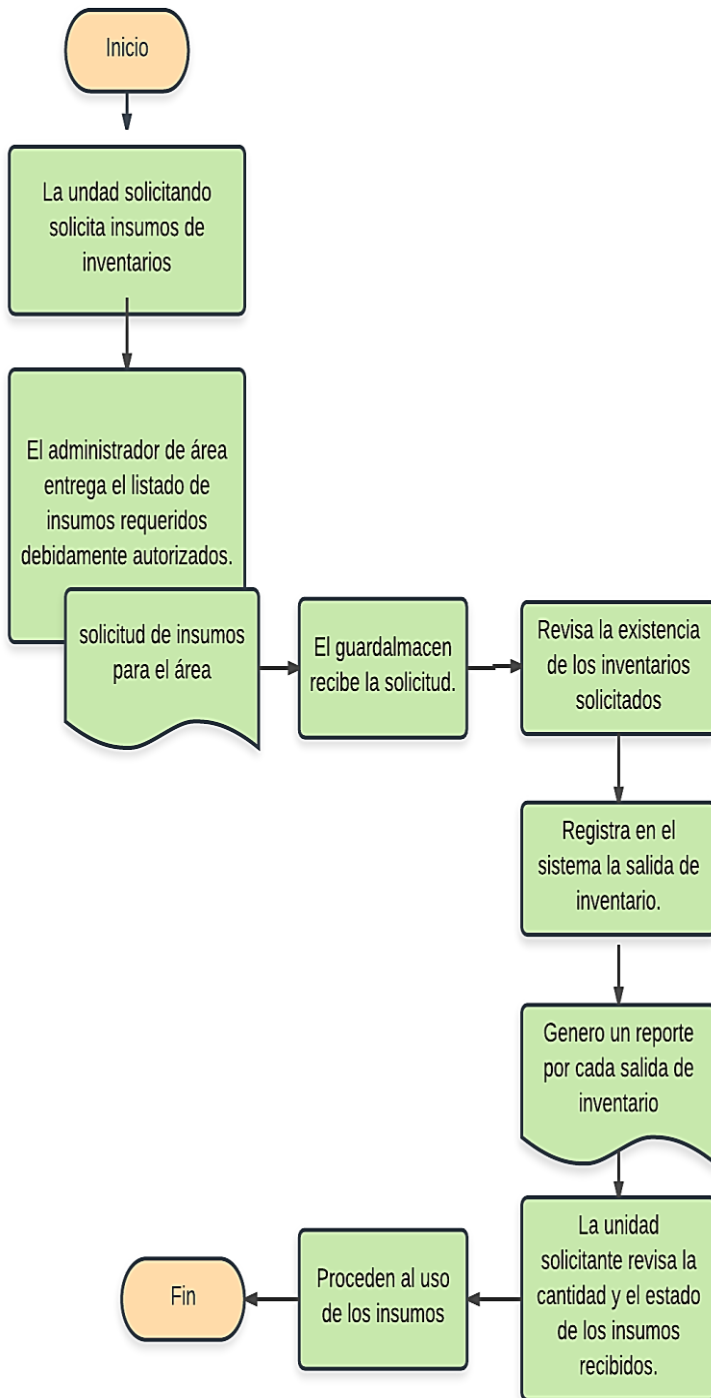 Inicio
La undad solicitando
solicita insumos de
inventarios
El administrador de área
entrega el listado de
insumos requeridos
debidamente autorizados.
solicitud de insumos
para el área
El guardalmacen
recibe la solicitud.
Revisa la existencia
de los inventarios
solicitados
Registra en el
sistema la salida de
inventario.
Genero un reporte
por cada salida de
inventario
La unidad
solicitante revisa la
cantidad y el estado
de los insumos
recibidos.
Proceden al uso
de los insumos
Fin